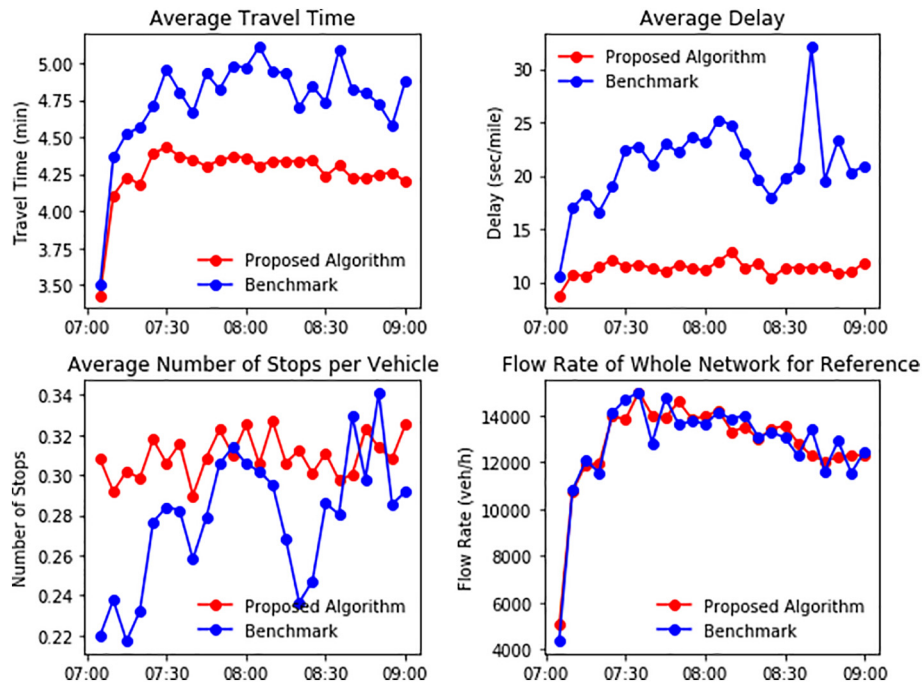 Average Travel Time
Travel Time (min)
5.00
4.75
4.50
4.25
4.00
3.75
3.50
Proposed Algorithm
Benchmark
07:00 07:30 08:00 08:30 09:00
Average Delay
Delay (sec/mile)
30
25
20
15
10
Proposed Algorithm
Benchmark
07:00 07:30 08:00 08:30 09:00
Average Number of Stops per Vehicle
Number of Stops
0.34
0.32
0.30
0.28
0.26
0.24
0.22
Proposed Algorithm
Benchmark
07:00 07:30 08:00 08:30 09:00
Flow Rate of Whole Network for Reference
Flow Rate (veh/h)
14000
12000
10000
8000
6000
4000
Proposed Algorithm
Benchmark
07:00 07:30 08:00 08:30 09:00